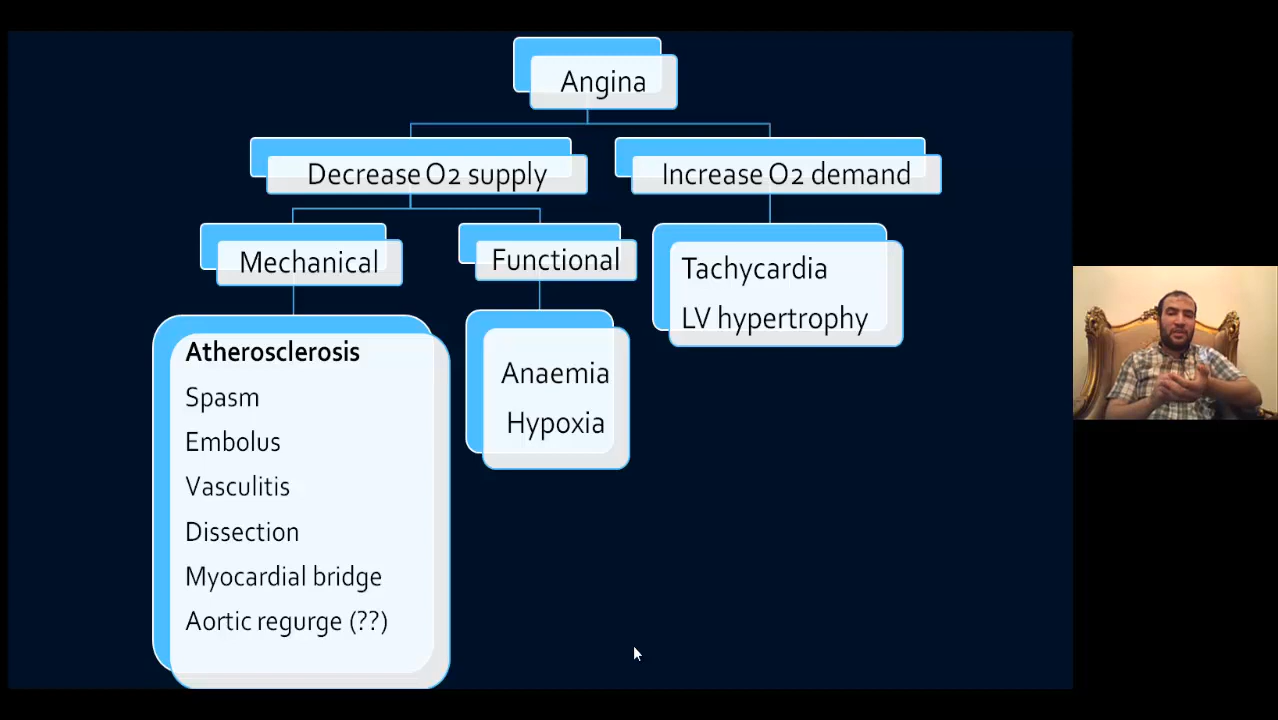 Angina
Decrease O2 supply
Increase O2 demand
Mechanical
Functional
Tachycardia
LV hypertrophy
Atherosclerosis
Spasm
Embolus
Vasculitis
Dissection
Myocardial bridge
Aortic regurge (??)
Anaemia
Hypoxia